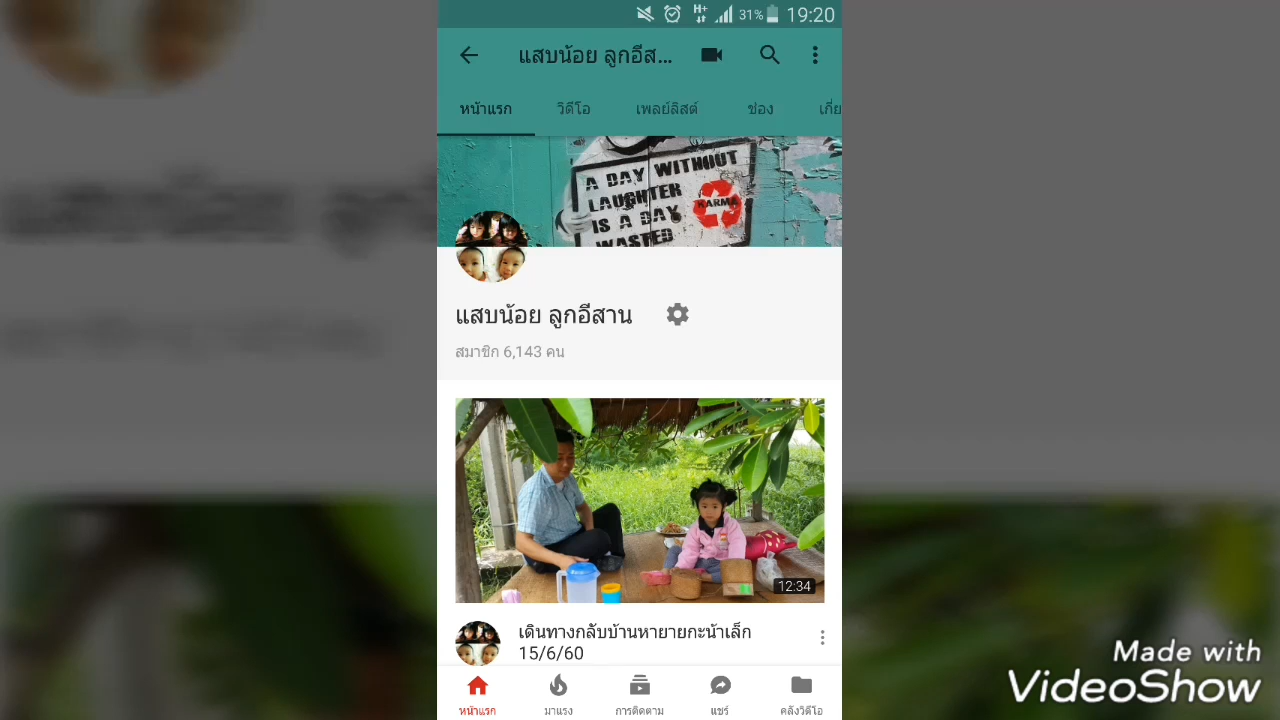 H+
31%
19:20
แสบน้อย ลูกอีส...
หน้าแรก
วิดีโอ
เพลย์ลิสต์
ช่อง
เกี่ย
A DAY WITHOUT
LAUGHTER
IS A DAY
WASTED
KARMA
แสบน้อย ลูกอีสาน
สมาชิก 6,143 คน
12:34
เดินทางกลับบ้านหายายกะน้าเล็ก
15/6/60
หน้าแรก
มาแรง
การติดตาม
แชร์
คลังวิดีโอ
Made with
VideoShow